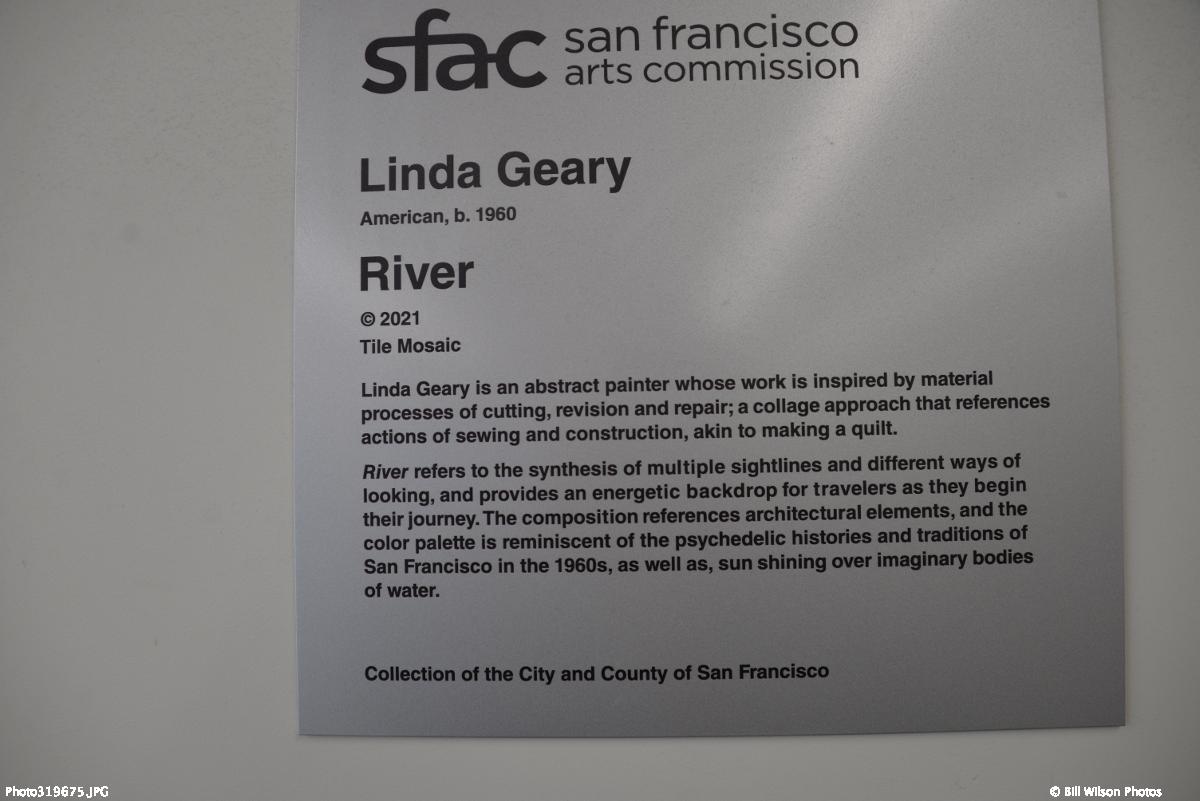 sfac san francisco
arts commission
Linda Geary
American, b. 1960
River
© 2021
Tile Mosaic
Linda Geary is an abstract painter whose work is inspired by material
processes of cutting, revision and repair; a collage approach that references
actions of sewing and construction, akin to making a quilt.
River refers to the synthesis of multiple sightlines and different ways of
looking, and provides an energetic backdrop for travelers as they begin
their journey. The composition references architectural elements, and the
color palette is reminiscent of the psychedelic histories and traditions of
San Francisco in the 1960s, as well as, sun shining over imaginary bodies
of water.
Collection of the City and County of San Francisco
Photo319675.JPG
© Bill Wilson Photos